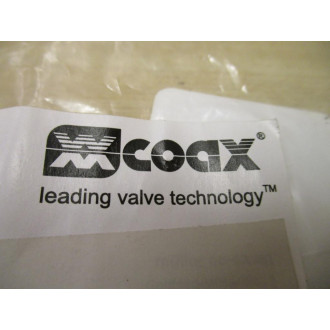 coax®
leading valve technology™